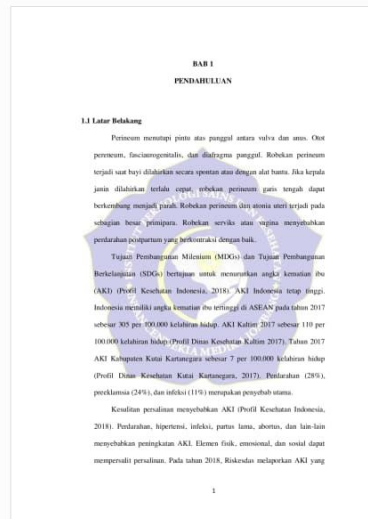 BAB 1
PENDAHULUAN
1.1 Latar Belakang
Perineum menutupi pintu atas panggul antara vulva dan anus. Otot
pereneum, fasciaurogenitalis, dan diafragma panggul. Robekan perineum
terjadi saat bayi dilahirkan secara spontan atau dengan alat bantu. Jika kepala
janin dilahirkan terlalu cepat, robekan perineum garis tengah dapat
berkembang menjadi parah. Robekan perineum dan atonia uteri terjadi pada
sebagian besar primipara. Robekan serviks atau vagina menyebabkan
perdarahan postpartum yang berkontraksi dengan baik.
Tujuan Pembangunan Milenium (MDGs) dan Tujuan Pembangunan
Berkelanjutan (SDGs) bertujuan untuk menurunkan angka kematian ibu
(AKI) (Profil Kesehatan Indonesia, 2018). AKI Indonesia tetap tinggi.
Indonesia memiliki angka kematian ibu tertinggi di ASEAN pada tahun 2017
sebesar 305 per 100.000 kelahiran hidup. AKI Kaltim 2017 sebesar 110 per
100.000 kelahiran hidup (Profil Dinas Kesehatan Kaltim 2017). Tahun 2017
AKI Kabupaten Kutai Kartanegara sebesar 7 per 100.000 kelahiran hidup
(Profil Dinas Kesehatan Kutai Kartanegara, 2017). Perdarahan (28%),
preeklamsia (24%), dan infeksi (11%) merupakan penyebab utama.
Kesulitan persalinan menyebabkan AKI (Profil Kesehatan Indonesia,
2018). Perdarahan, hipertensi, infeksi, partus lama, abortus, dan lain-lain
menyebabkan peningkatan AKI. Elemen fisik, emosional, dan sosial dapat
mempersulit persalinan. Pada tahun 2018, Riskesdas melaporkan AKI yang
1